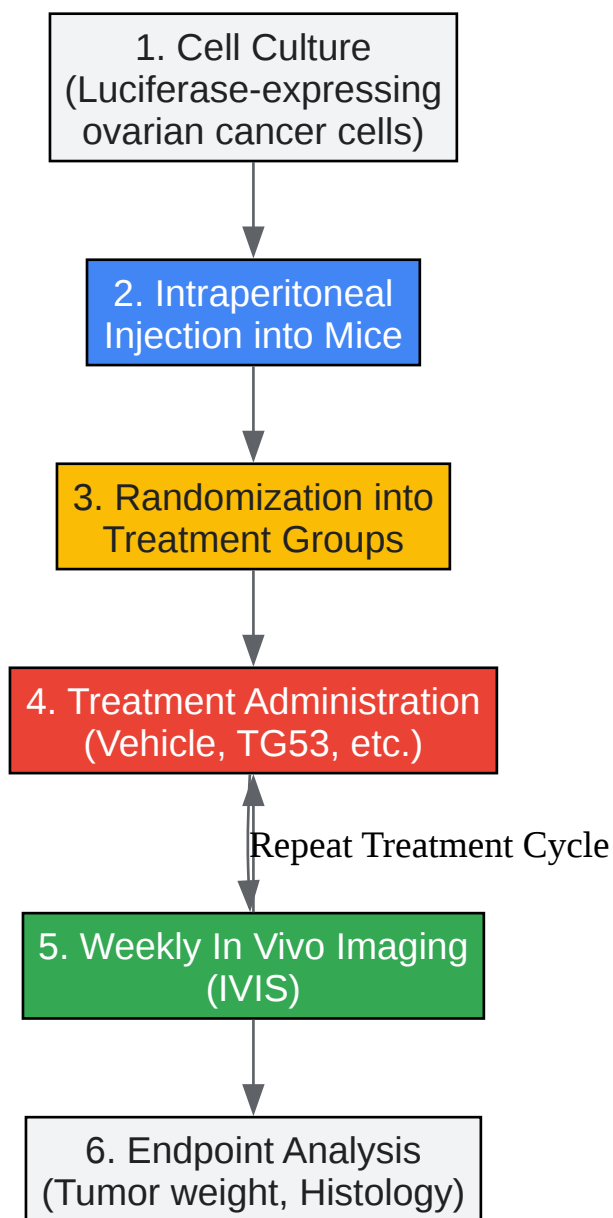 1. Cell Culture
(Luciferase-expressing
ovarian cancer cells)
2. Intraperitoneal
Injection into Mice
3. Randomization into
Treatment Groups
4. Treatment Administration
(Vehicle, TG53, etc.)
Repeat Treatment Cycle
5. Weekly In Vivo Imaging
(IVIS)
6. Endpoint Analysis
(Tumor weight, Histology)